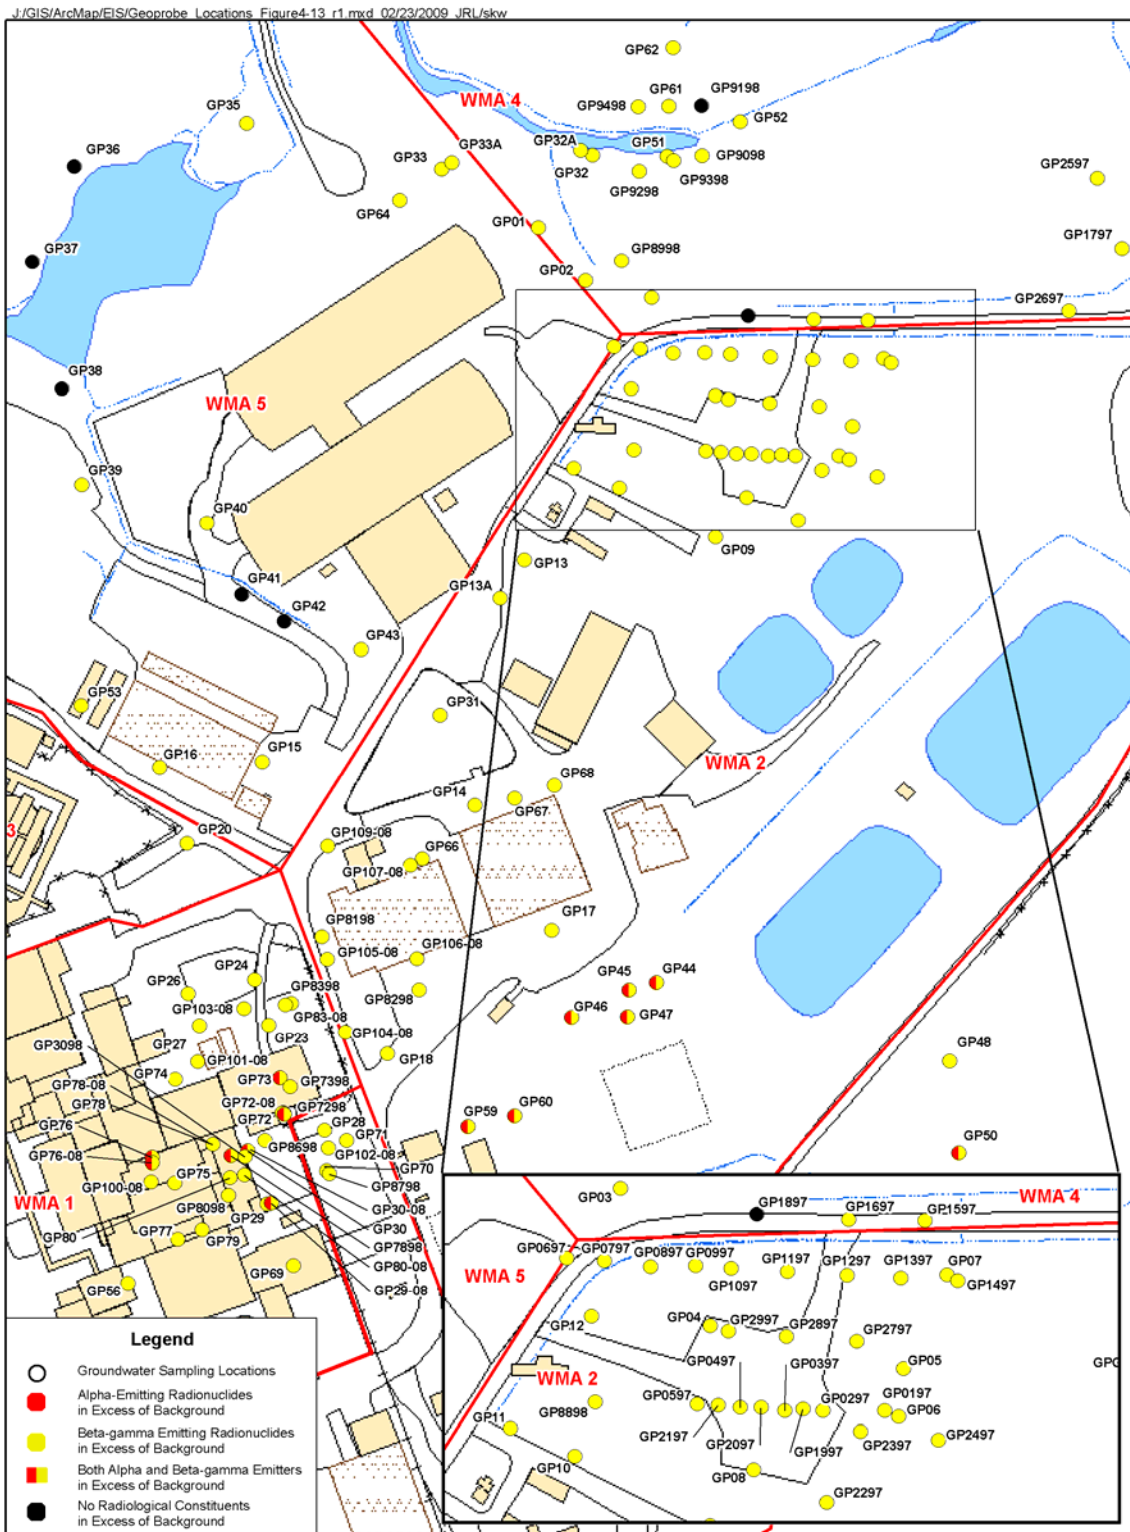 J:/GIS/ArcMap/EIS/Geoprobe_Locations_Figure4-13_r1.mxd 02/23/2009 JRL/skw
GP62
GP35
WMA 4
GP9498
GP61
GP9198
GP52
GP36
GP33
GP33A
GP32A
GP51
GP32
GP9098
GP9298
GP9398
GP2597
GP64
GP01
GP37
GP8998
GP1797
GP02
GP2697
GP38
WMA 5
GP39
GP40
GP09
GP13
GP41
GP13A
GP42
GP43
GP53
GP31
GP16
GP15
WMA 2
GP68
GP14
GP67
3
GP20
GP109-08
GP66
GP107-08
GP8198
GP17
GP106-08
GP105-08
GP24
GP26
GP8398
GP45
GP44
GP8298
GP103-08
GP83-08
GP46
GP47
GP23
GP104-08
GP3098
GP27
GP18
GP48
GP101-08
GP78-08
GP74
GP73
GP7398
GP78
GP72-08
GP7298
GP59
GP60
GP76
GP72
GP28
GP71
GP76-08
GP8698
GP102-08
GP50
GP75
GP70
GP100-08
GP8798
WMA 1
GP8098
GP30-08
GP29
GP30
GP80
GP77
GP79
GP7898
GP80-08
GP69
GP29-08
GP56
GP03
GP1897
WMA 4
GP1697
GP1597
GP0697
GP0797
GP0897
GP0997
GP1197
GP1297
GP1397
GP07
WMA 5
GP1097
GP1497
GP12
GP04
GP2997
GP2897
GP2797
GP0497
GP0397
GP05
GPC
WMA 2
GP0597
GP0297
GP0197
GP8898
GP06
GP11
GP2197
GP2097
GP1997
GP2397
GP2497
GP10
GP08
GP2297
Legend
Groundwater Sampling Locations
Alpha-Emitting Radionuclides
in Excess of Background
Beta-gamma Emitting Radionuclides
in Excess of Background
Both Alpha and Beta-gamma Emitters
in Excess of Background
No Radiological Constituents
in Excess of Background